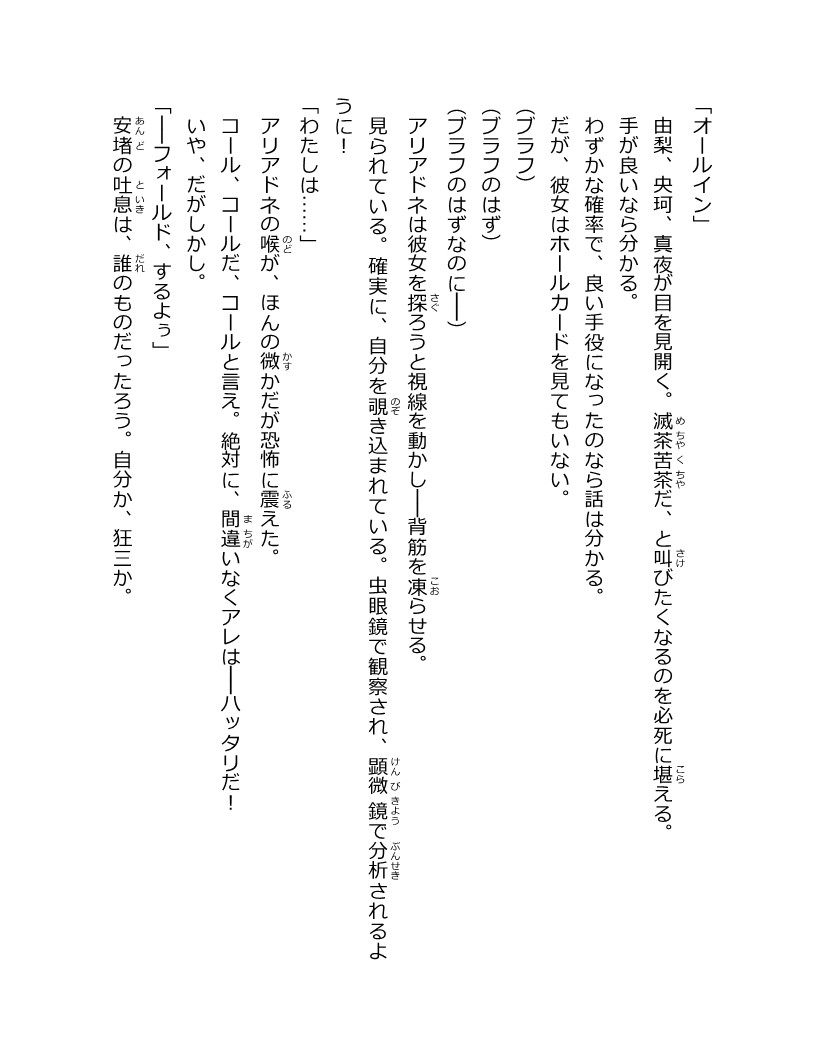 「オールイン」
由梨、央珂、真夜が目を見開く。滅茶苦茶だ、と叫びたくなるのを必死に堪える。
手が良いなら分かる。
わずかな確率で、良い手役になったのなら話は分かる。
だが、彼女はホールカードを見てもいない。
（ブラフ）
（ブラフのはず）
（ブラフのはずなのに――）
アリアドネは彼女を探ろうと視線を動かし――背筋を凍らせる。
見られている。確実に、自分を覗き込まれている。虫眼鏡で観察され、顕微鏡で分析されるよ
うに！
「わたしは……」
アリアドネの喉が、ほんの微かだが恐怖に震えた。
コール、コールだ、コールと言え。絶対に、間違いなくアレは――ハッタリだ！
いや、だがしかし。
「――フォールド、するよぅ」
安堵の吐息は、誰のものだったろう。自分か、狂三か。